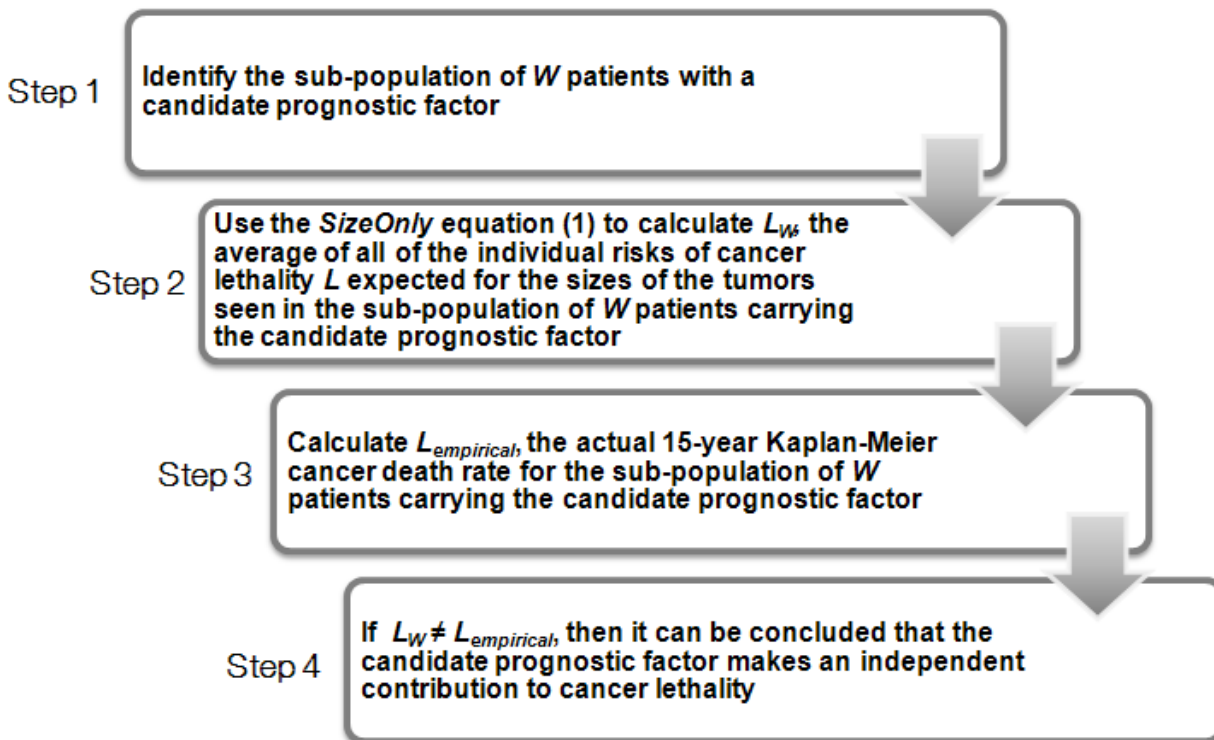 Step 1
Identify the sub-population of W patients with a
candidate prognostic factor
Step 2
Use the SizeOnly equation (1) to calculate LW, the
average of all of the individual risks of cancer
lethality L expected for the sizes of the tumors
seen in the sub-population of W patients carrying
the candidate prognostic factor
Step 3
Calculate Lempirical, the actual 15-year Kaplan-Meier
cancer death rate for the sub-population of W
patients carrying the candidate prognostic factor
Step 4
If LW ≠ Lempirical, then it can be concluded that the
candidate prognostic factor makes an independent
contribution to cancer lethality